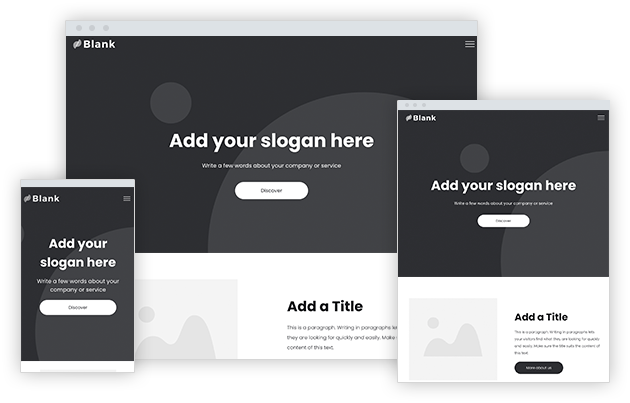 Blank
Add your slogan here
Write a few words about your company or service
Discover
Add a Title
This is a paragraph. Writing in paragraphs le
they are looking for quickly and easily. Make
content of this text.
Blank
Add your slogan here
Write a few words about your company or service
Discover
Add a Title
This is a paragraph. Writing in paragraphs lets
your visitors find what they are looking for quickly
and easily. Make sure the title suits the content of
this text.
More about us
Blank
Add your
slogan here
Write a few words about your
company or service
Discover